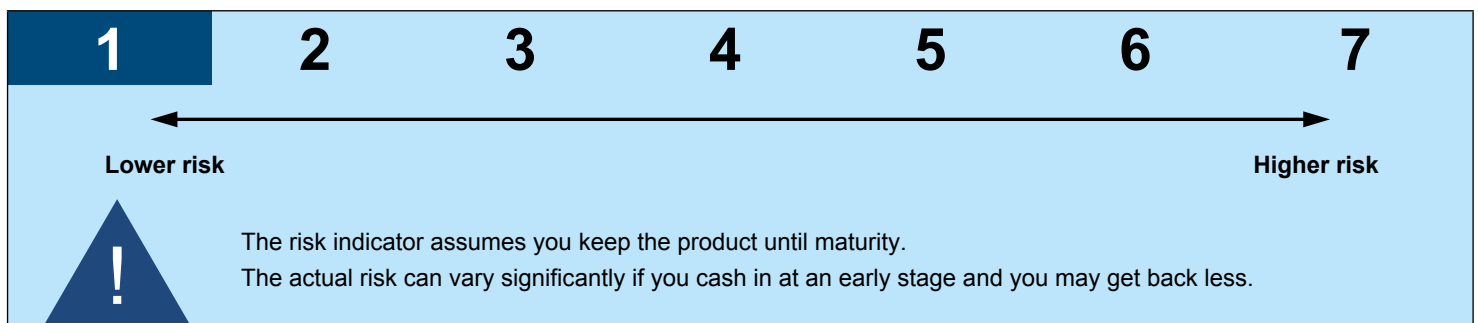 1 2 3 4 5 6 7
Lower risk Higher risk
!
The risk indicator assumes you keep the product until maturity.
The actual risk can vary significantly if you cash in at an early stage and you may get back less.